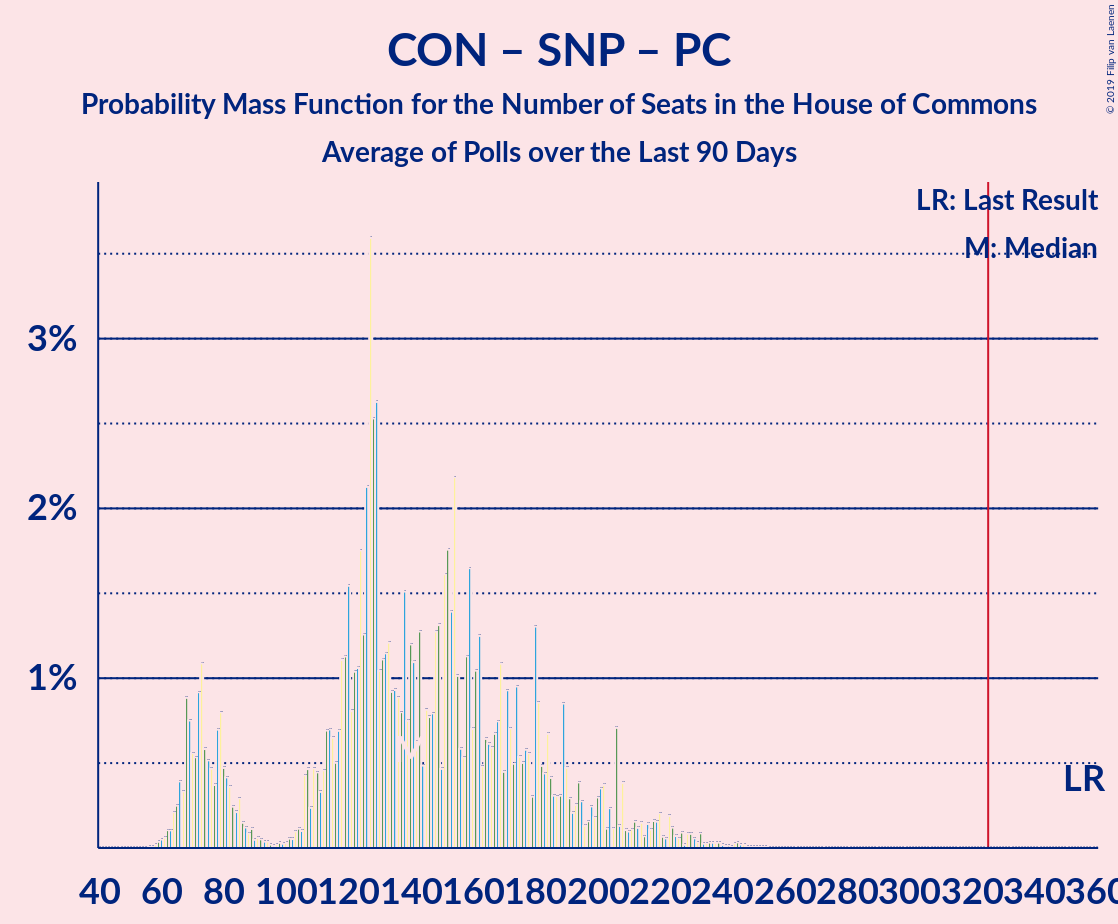 CON – SNP – PC
Probability Mass Function for the Number of Seats in the House of Commons
Average of Polls over the Last 90 Days
© 2019 Filip van Laenen
LR: Last Result
M: Median
3%
2%
1%
LR
40 60 80 100 120 140 160 180 200 220 240 260 280 300 320 340 360